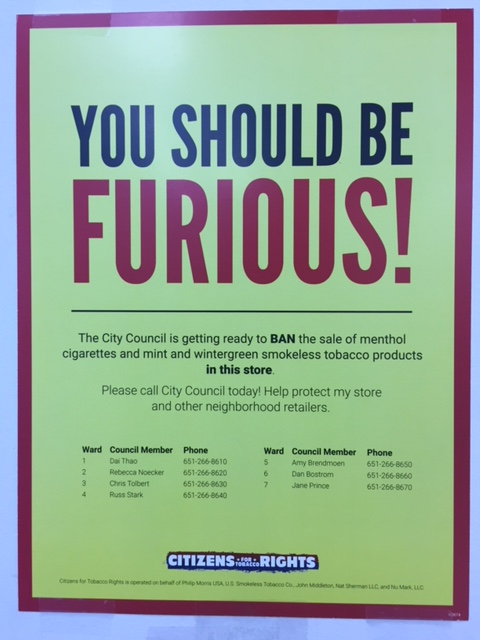 YOU SHOULD BE
FURIOUS!
The City Council is getting ready to BAN the sale of menthol
cigarettes and mint and wintergreen smokeless tobacco products
in this store.
Please call City Council today! Help protect my store
and other neighborhood retailers.
Ward Council Member Phone
1 Dai Thao 651-266-8610
2 Rebecca Noecker 651-266-8620
3 Chris Tolbert 651-266-8630
4 Russ Stark 651-266-8640
Ward Council Member Phone
5 Amy Brendmoen 651-266-8650
6 Dan Bostrom 651-266-8660
7 Jane Prince 651-266-8670
CITIZENS FOR TOBACCO RIGHTS
Citizens for Tobacco Rights is operated on behalf of Philip Morris USA, U.S. Smokeless Tobacco Co., John Middleton, Nat Sherman LLC, and Nu Mark, LLC.